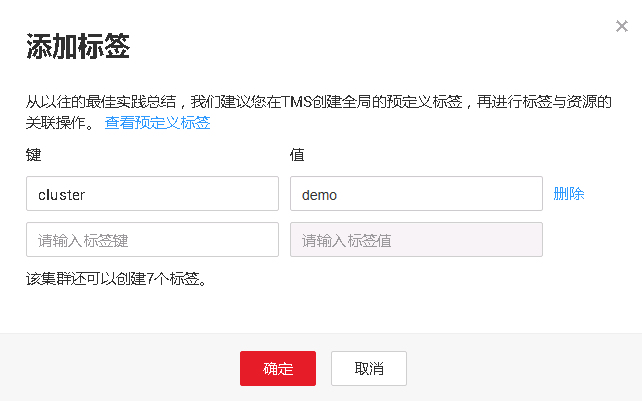 添加标签
从以往的最佳实践总结，我们建议您在TMS创建全局的预定义标签，再进行标签与资源的
关联操作。 查看预定义标签
键 值
cluster demo 删除
请输入标签键 请输入标签值
该集群还可以创建7个标签。
确定 取消